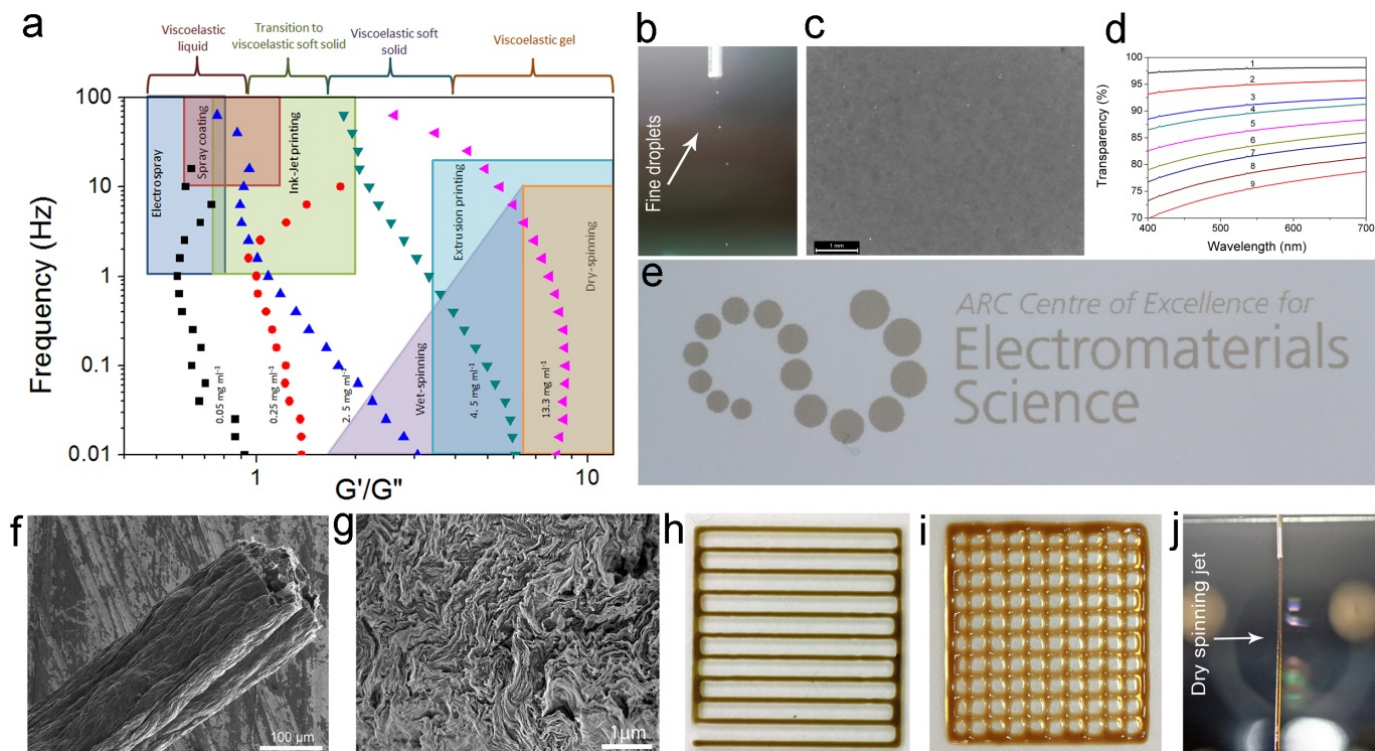 a
Viscoelastic
liquid
Transition to
viscoelastic soft solid
Viscoelastic soft
solid
Viscoelastic gel
100
10
1
0.1
0.01
Frequency (Hz)
Electrospray
Spray coating
Ink-Jet printing
Extrusion printing
Dry-spinning
Wet-spinning
0.05 mg ml⁻¹
0.25 mg ml⁻¹
2. 5 mg ml⁻¹
4. 5 mg ml⁻¹
13.3 mg ml⁻¹
1
10
G'/G"
b
Fine droplets
c
1 mm
d
100
95
90
85
80
75
70
Transparency (%)
1
2
3
4
5
6
7
8
9
400
500
600
700
Wavelength (nm)
e
ARC Centre of Excellence for
Electromaterials
Science
f
100 µm
g
1µm
h
i
j
Dry spinning jet